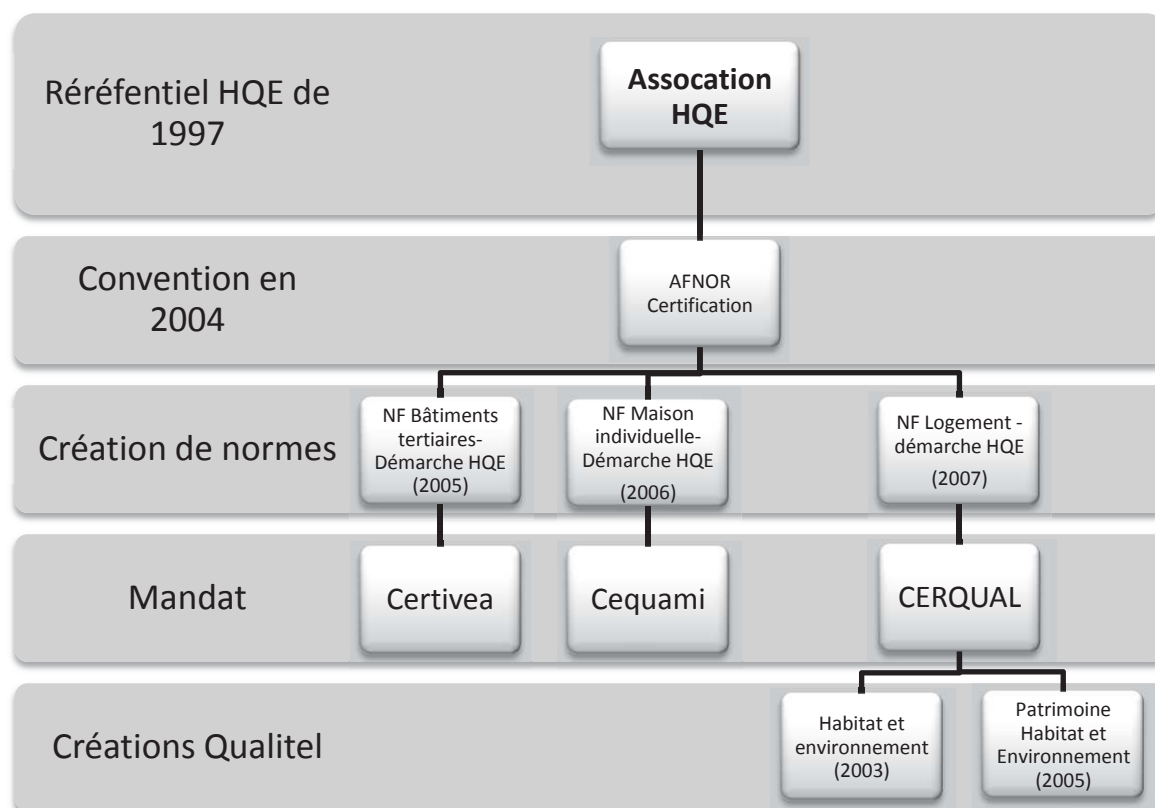 Réréfentiel HQE de
1997
Assocation
HQE
Convention en
2004
AFNOR
Certification
Création de normes
NF Bâtiments
tertiaires-
Démarche HQE
(2005)
NF Maison
individuelle-
Démarche HQE
(2006)
NF Logement -
démarche HQE
(2007)
Mandat
Certivea
Cequami
CERQUAL
Créations Qualitel
Habitat et
environnement
(2003)
Patrimoine
Habitat et
Environnement
(2005)